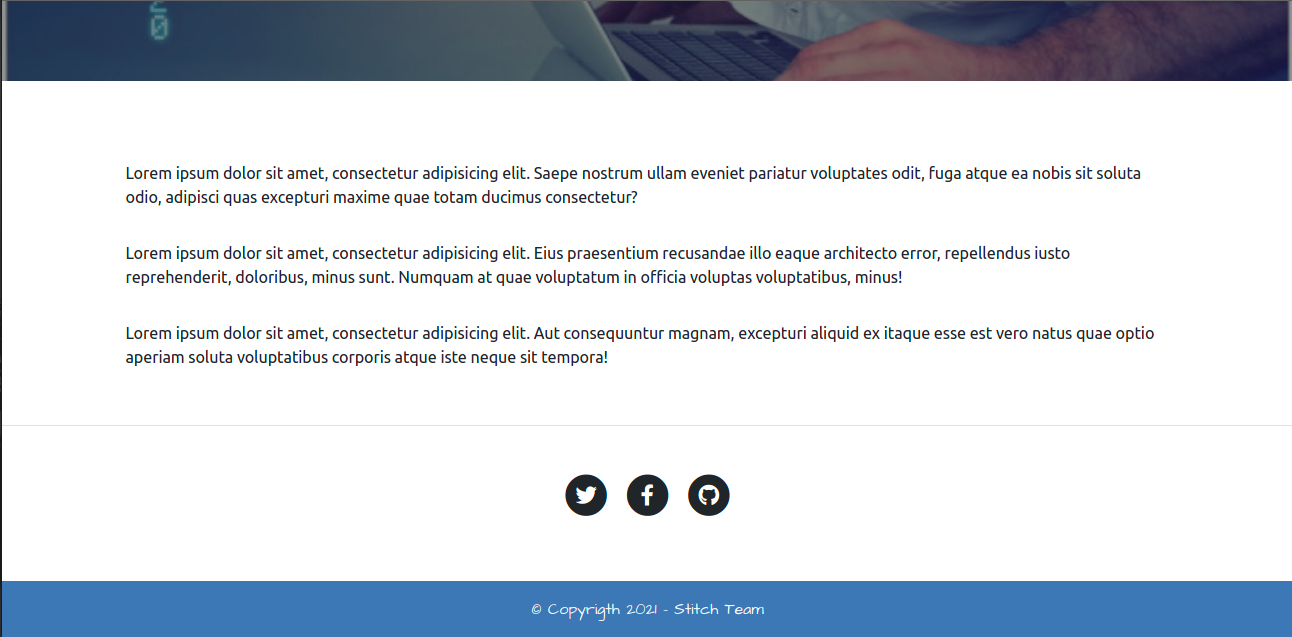 20
Lorem ipsum dolor sit amet, consectetur adipisicing elit. Saepe nostrum ullam eveniet pariatur voluptates odit, fuga atque ea nobis sit soluta
odio, adipisci quas excepturi maxime quae totam ducimus consectetur?
Lorem ipsum dolor sit amet, consectetur adipisicing elit. Eius praesentium recusandae illo eaque architecto error, repellendus iusto
reprehenderit, doloribus, minus sunt. Numquam at quae voluptatum in officia voluptas voluptatibus, minus!
Lorem ipsum dolor sit amet, consectetur adipisicing elit. Aut consequuntur magnam, excepturi aliquid ex itaque esse est vero natus quae optio
aperiam soluta voluptatibus corporis atque iste neque sit tempora!
© Copyrigth 2021 - Stitch Team